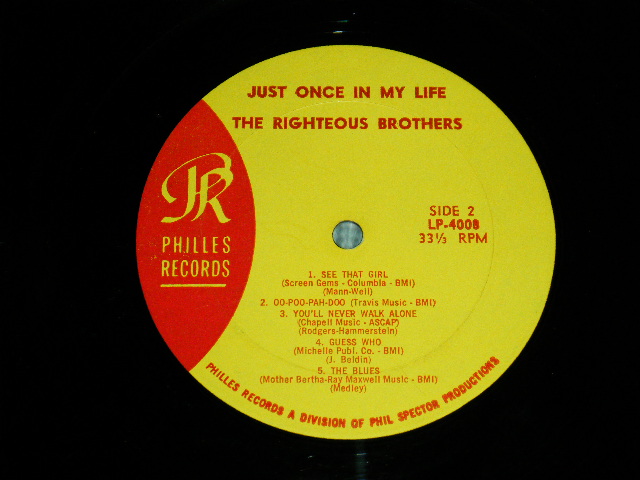 JUST ONCE IN MY LIFE
THE RIGHTEOUS BROTHERS
PR
PHILLES
RECORDS
SIDE 2
LP-4008
33⅓ RPM
1. SEE THAT GIRL
(Screen Gems - Columbia - BMI)
(Mann-Weil)
2. OO-POO-PAH-DOO (Travis Music - BMI)
3. YOU'LL NEVER WALK ALONE
(Chapell Music - ASCAP)
(Rodgers-Hammerstein)
4. GUESS WHO
(Michelle Publ. Co. - BMI)
(J. Beldin)
5. THE BLUES
(Mother Bertha-Ray Maxwell Music - BMI)
(Medley)
PHILLES RECORDS A DIVISION OF PHIL SPECTOR PRODUCTIONS